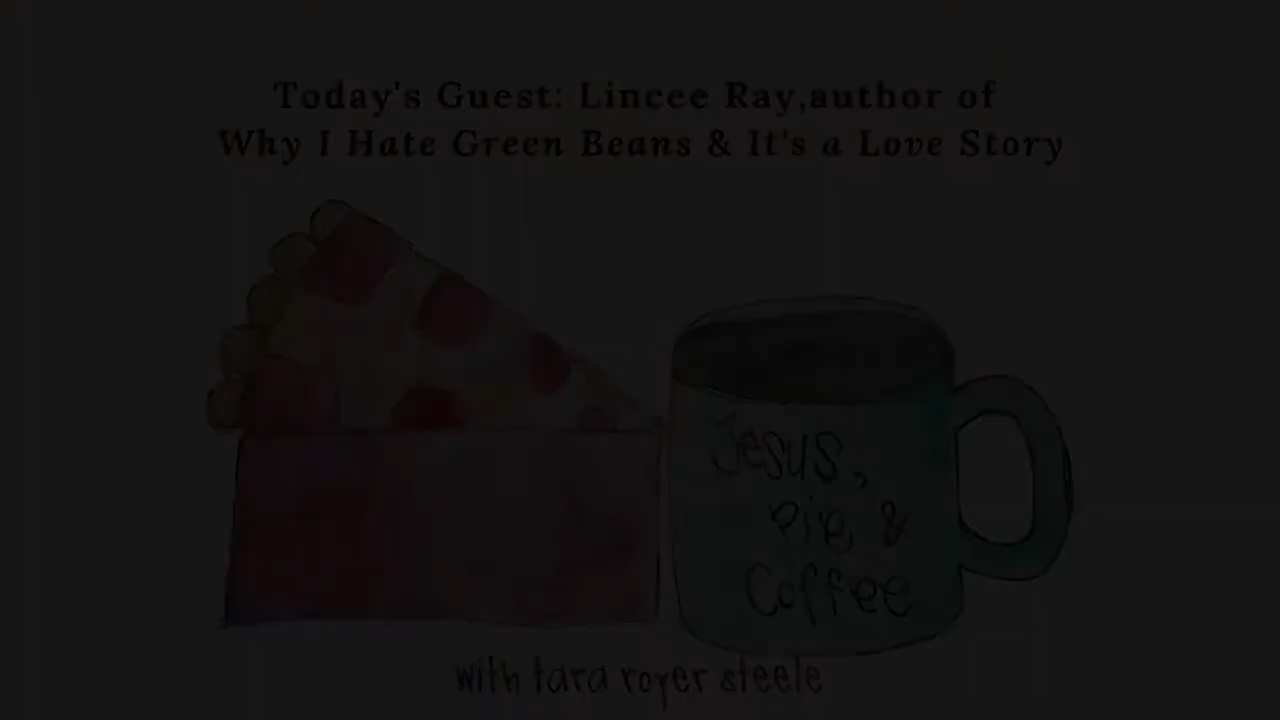 Today's Guest: Lincee Ray,author of
Why I Hate Green Beans & It's a Love Story
Jesus,
pie, &
Coffee
with tara royer steele